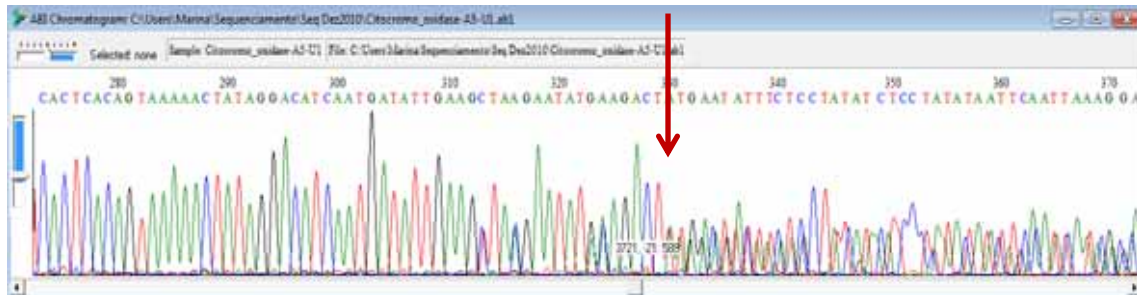 ABI Chromatogram: C:\Users\Marina\Sequenciamento\Seq Dez2010\Citocromo_oxidase-A5-U1.ab1
Selected: none Sample: Citocromo_oxidase-A5-U1 File: C:\Users\Marina\Sequenciamento\Seq Dez2010\Citocromo_oxidase-A5-U1.ab1
280 290 300 310 320 330 340 350 360 370
CACTCACAGTAAAAACTATAGGACATCAATGATATTGAAGCTAAGAATATGAAGACTATGAATATTTCTCCTATATCTCCTATATAATTCAATTAAAGGA